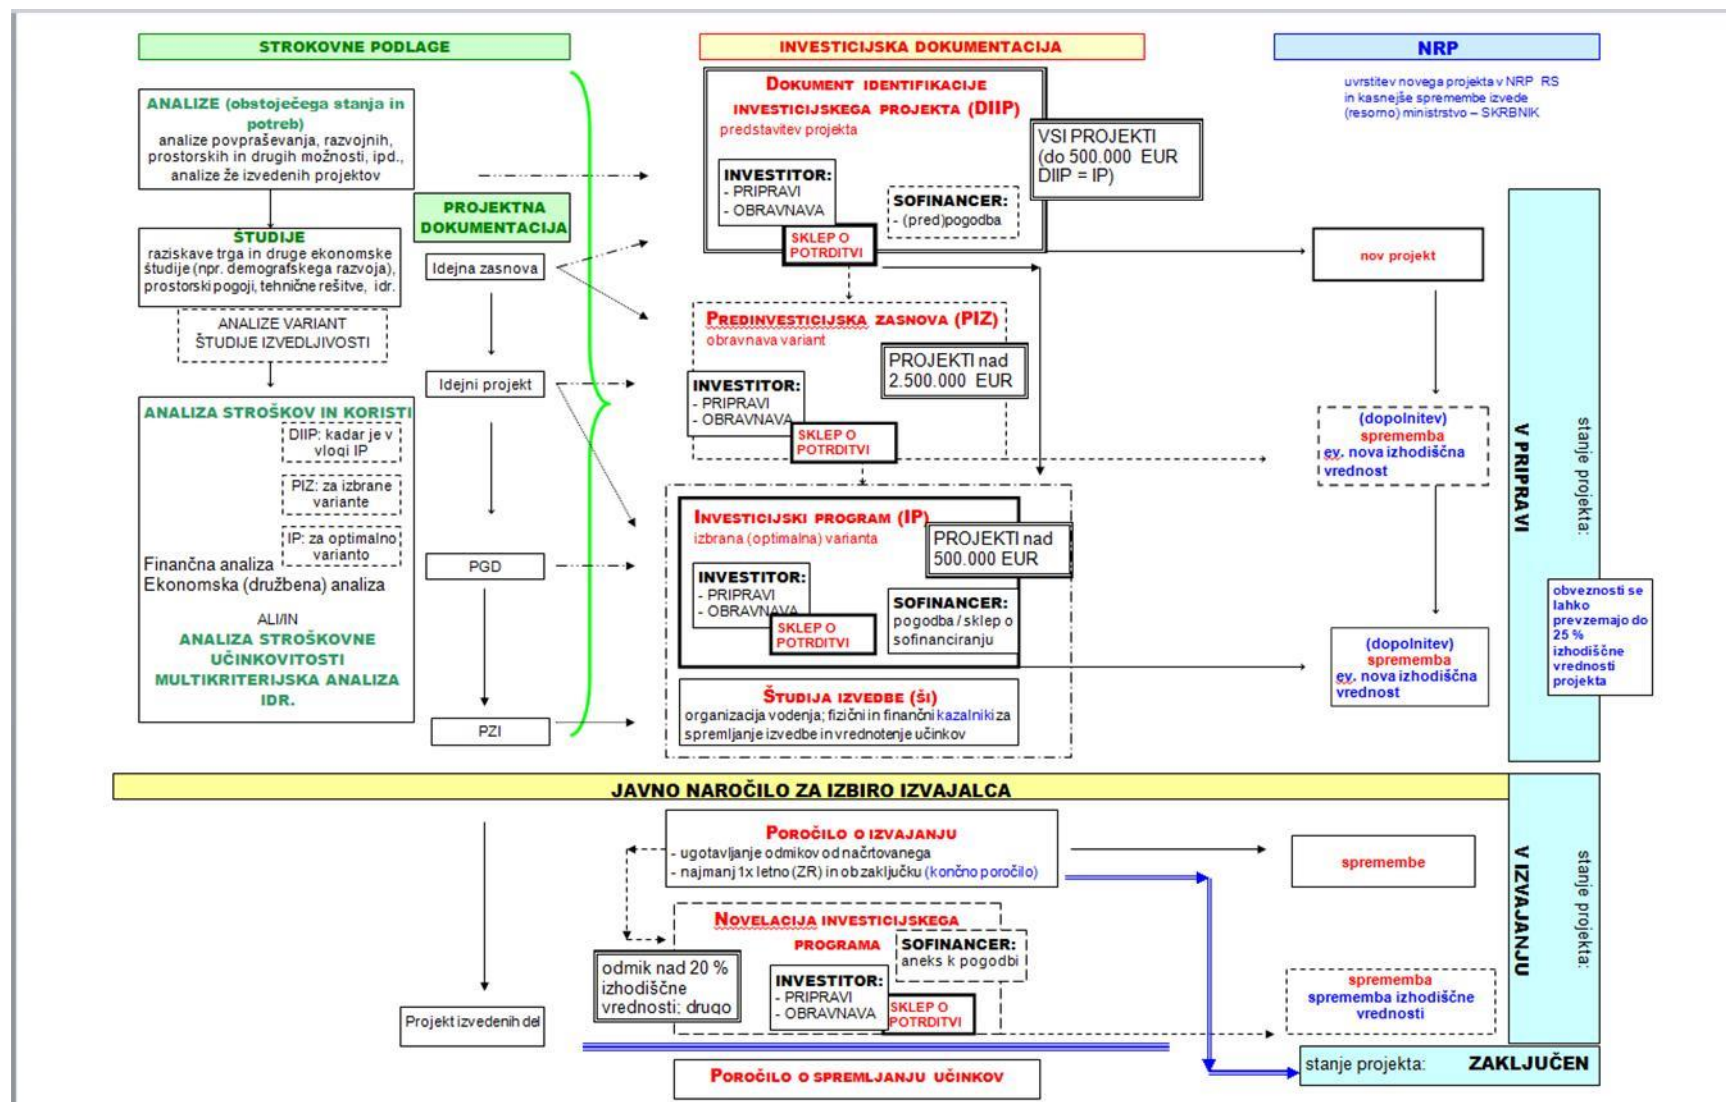 STROKOVNE PODLAGE
ANALIZE (obstoječega stanja in
potreb)
analize povpraševanja, razvojnih,
prostorskih in drugih možnosti, ipd.,
analize že izvedenih projektov
ŠTUDIJE
raziskave trga in druge ekonomske
študije (npr. demografskega razvoja),
prostorski pogoji, tehnične rešitve, idr.
ANALIZE VARIANT
ŠTUDIJE IZVEDLJIVOSTI
ANALIZA STROŠKOV IN KORISTI
DIIP: kadar je v
vlogi IP
PIZ: za izbrane
variante
IP: za optimalno
varianto
Finančna analiza
Ekonomska (družbena) analiza
ALI/IN
ANALIZA STROŠKOVNE
UČINKOVITOSTI
MULTIKRITERIJSKA ANALIZA
IDR.
PROJEKTNA
DOKUMENTACIJA
Idejna zasnova
Idejni projekt
PGD
PZI
INVESTICIJSKA DOKUMENTACIJA
DOKUMENT IDENTIFIKACIJE
INVESTICIJSKEGA PROJEKTA (DIIP)
predstavitev projekta
VSI PROJEKTI
(do 500.000 EUR
DIIP = IP)
INVESTITOR:
- PRIPRAVI
- OBRAVNAVA
SOFINANCER:
- (pred)pogodba
SKLEP O
POTRDITVI
PREDINVESTICIJSKA ZASNOVA (PIZ)
obravnava variant
PROJEKTI nad
2.500.000 EUR
INVESTITOR:
- PRIPRAVI
- OBRAVNAVA
SKLEP O
POTRDITVI
INVESTICIJSKI PROGRAM (IP)
izbrana (optimalna) varianta
PROJEKTI nad
500.000 EUR
INVESTITOR:
- PRIPRAVI
- OBRAVNAVA
SOFINANCER:
pogodba / sklep o
sofinanciranju
SKLEP O
POTRDITVI
ŠTUDIJA IZVEDBE (ŠI)
organizacija vodenja; fizični in finančni kazalniki za
spremljanje izvedbe in vrednotenje učinkov
NRP
uvrstitev novega projekta v NRP RS
in kasnejše spremembe izvede
(resorno) ministrstvo – SKRBNIK
nov projekt
(dopolnitev)
sprememba
ev. nova izhodiščna
vrednost
(dopolnitev)
sprememba
ev. nova izhodiščna
vrednost
stanje projekta:
V PRIPRAVI
obveznosti se
lahko
prevzemajo do
25 %
izhodiščne
vrednosti
projekta
JAVNO NAROČILO ZA IZBIRO IZVAJALCA
POROČILO O IZVAJANJU
- ugotavljanje odmikov od načrtovanega
- najmanj 1x letno (ZR) in ob zaključku (končno poročilo)
spremembe
NOVELACIJA INVESTICIJSKEGA
PROGRAMA
SOFINANCER:
aneks k pogodbi
odmik nad 20 %
izhodiščne
vrednosti; drugo
INVESTITOR:
- PRIPRAVI
- OBRAVNAVA
SKLEP O
POTRDITVI
sprememba
sprememba izhodiščne
vrednosti
stanje projekta:
V IZVAJANJU
Projekt izvedenih del
POROČILO O SPREMLJANJU UČINKOV
stanje projekta: ZAKLJUČEN